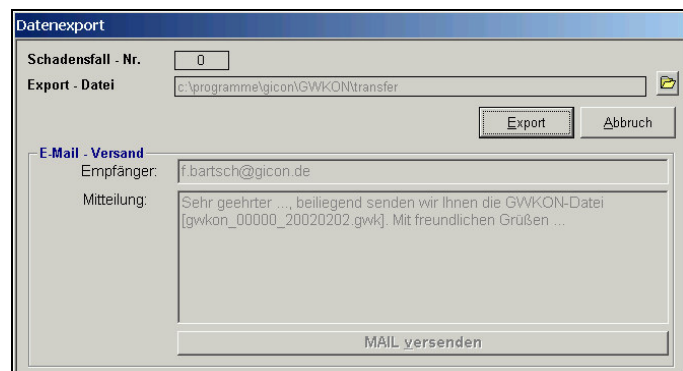 Datenexport
Schadensfall - Nr. 0
Export - Datei c:\programme\gicon\GWKON\transfer
Export Abbruch
E-Mail - Versand
Empfänger: f.bartsch@gicon.de
Mitteilung: Sehr geehrter ..., beiliegend senden wir Ihnen die GWKON-Datei
[gwkon_00000_20020202.gwk]. Mit freundlichen Grüßen ...
MAIL versenden